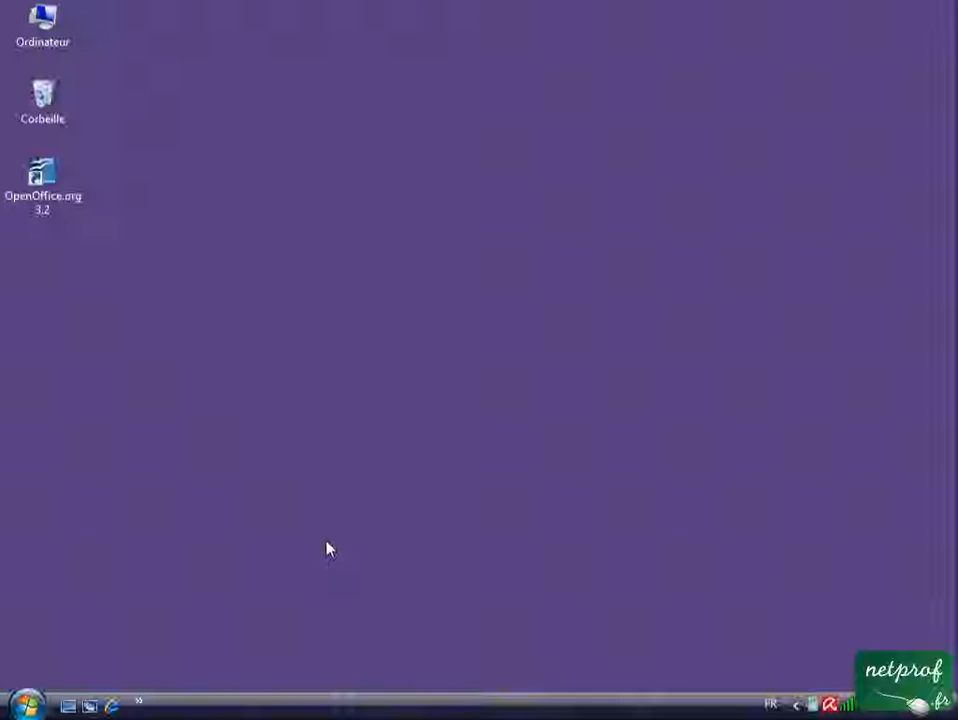 Ordinateur
Corbeille
OpenOffice.org
3.2
FR
netprof
.fr